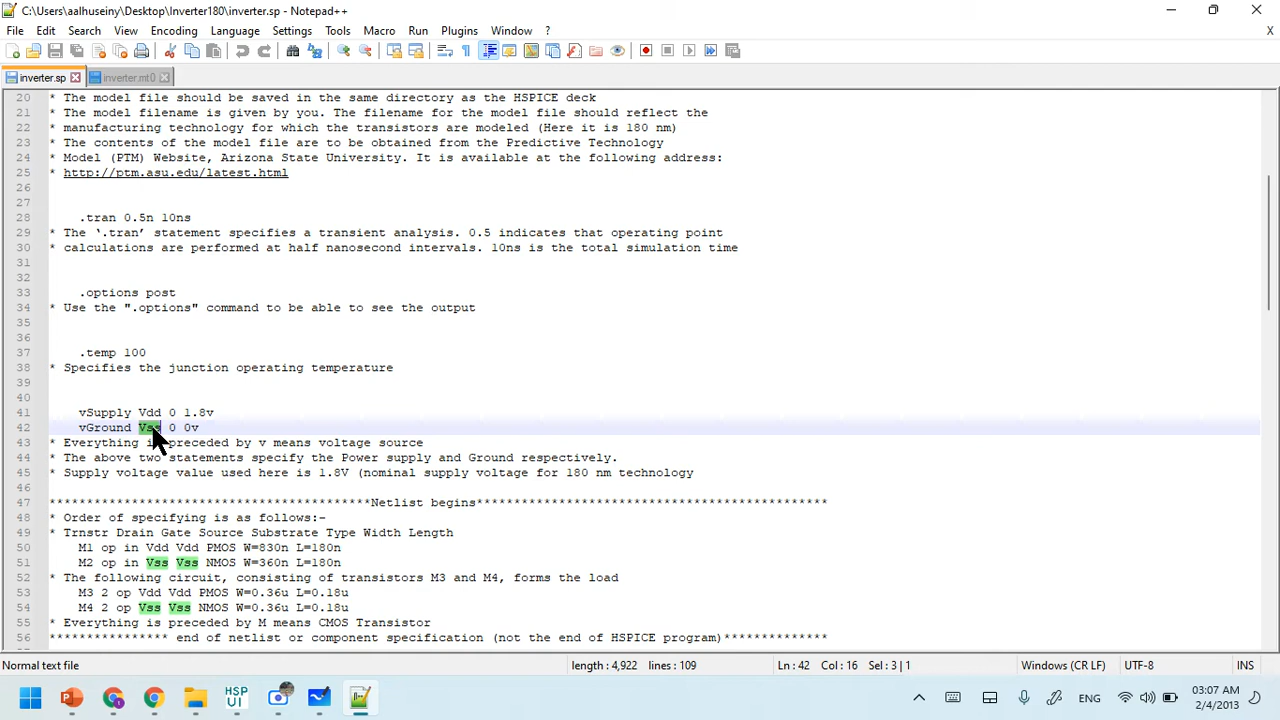 C:\Users\aalhuseiny\Desktop\Inverter180\inverter.sp - Notepad++
File Edit Search View Encoding Language Settings Tools Macro Run Plugins Window ? X
inverter.sp inverter.mt0
20 * The model file should be saved in the same directory as the HSPICE deck
21 * The model filename is given by you. The filename for the model file should reflect the
22 * manufacturing technology for which the transistors are modeled (Here it is 180 nm)
23 * The contents of the model file are to be obtained from the Predictive Technology
24 * Model (PTM) Website, Arizona State University. It is available at the following address:
25 * http://ptm.asu.edu/latest.html
26
27
28 .tran 0.5n 10ns
29 * The ‘.tran’ statement specifies a transient analysis. 0.5 indicates that operating point
30 * calculations are performed at half nanosecond intervals. 10ns is the total simulation time
31
32
33 .options post
34 * Use the ".options" command to be able to see the output
35
36
37 .temp 100
38 * Specifies the junction operating temperature
39
40
41 vSupply Vdd 0 1.8v
42 vGround Vss 0 0v
43 * Everything is preceded by v means voltage source
44 * The above two statements specify the Power supply and Ground respectively.
45 * Supply voltage value used here is 1.8V (nominal supply voltage for 180 nm technology
46
47 *******************************************Netlist begins***********************************************
48 * Order of specifying is as follows:-
49 * Trnstr Drain Gate Source Substrate Type Width Length
50 M1 op in Vdd Vdd PMOS W=830n L=180n
51 M2 op in Vss Vss NMOS W=360n L=180n
52 * The following circuit, consisting of transistors M3 and M4, forms the load
53 M3 2 op Vdd Vdd PMOS W=0.36u L=0.18u
54 M4 2 op Vss Vss NMOS W=0.36u L=0.18u
55 * Everything is preceded by M means CMOS Transistor
56 **************** end of netlist or component specification (not the end of HSPICE program)**************
Normal text file length : 4,922 lines : 109 Ln : 42 Col : 16 Sel : 3 | 1 Windows (CR LF) UTF-8 INS
HSP UI ENG 03:07 AM
2/4/2013